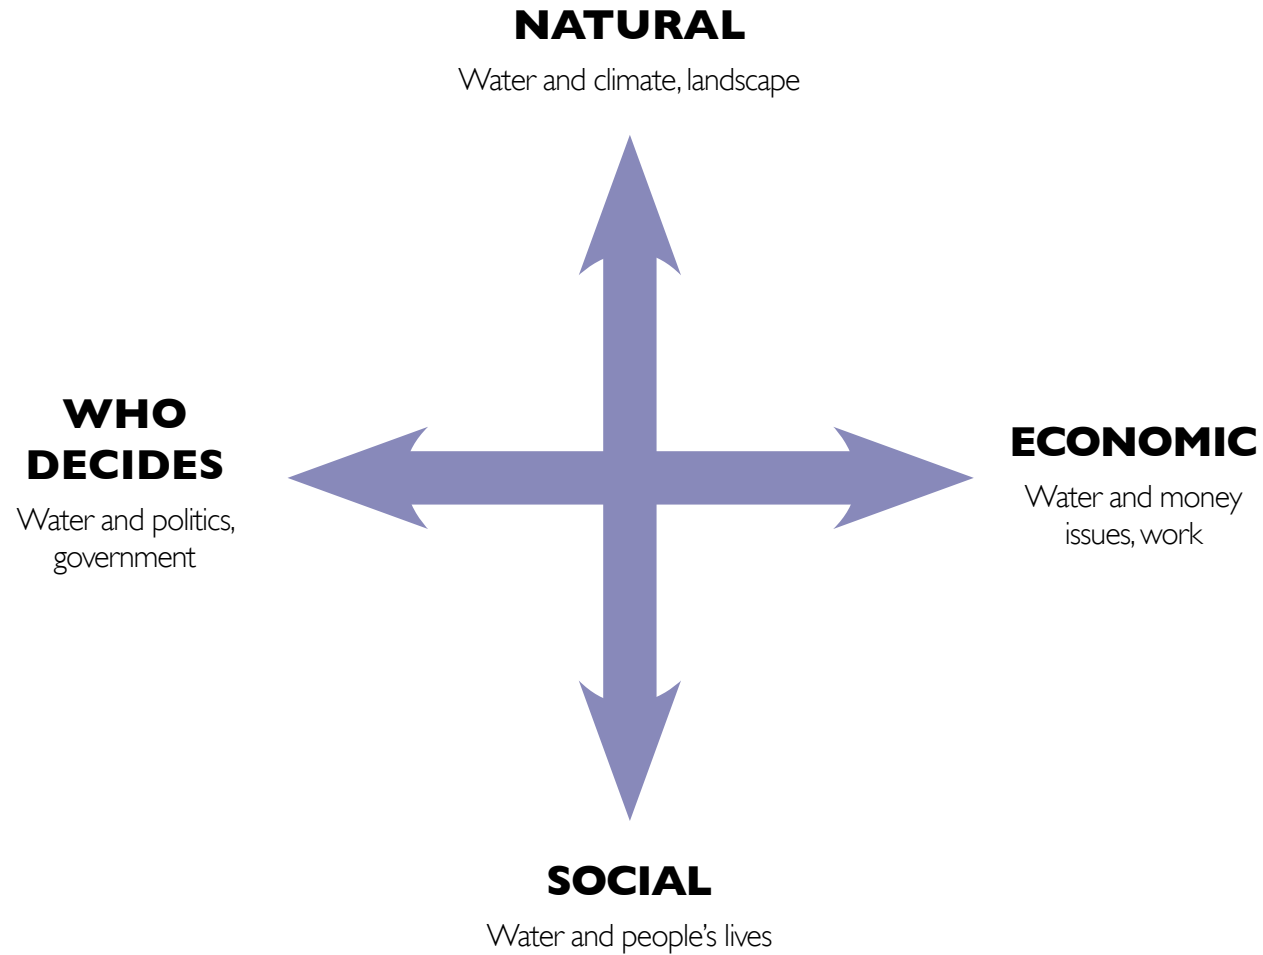 NATURAL
Water and climate, landscape
WHO
DECIDES
Water and politics,
government
ECONOMIC
Water and money
issues, work
SOCIAL
Water and people’s lives